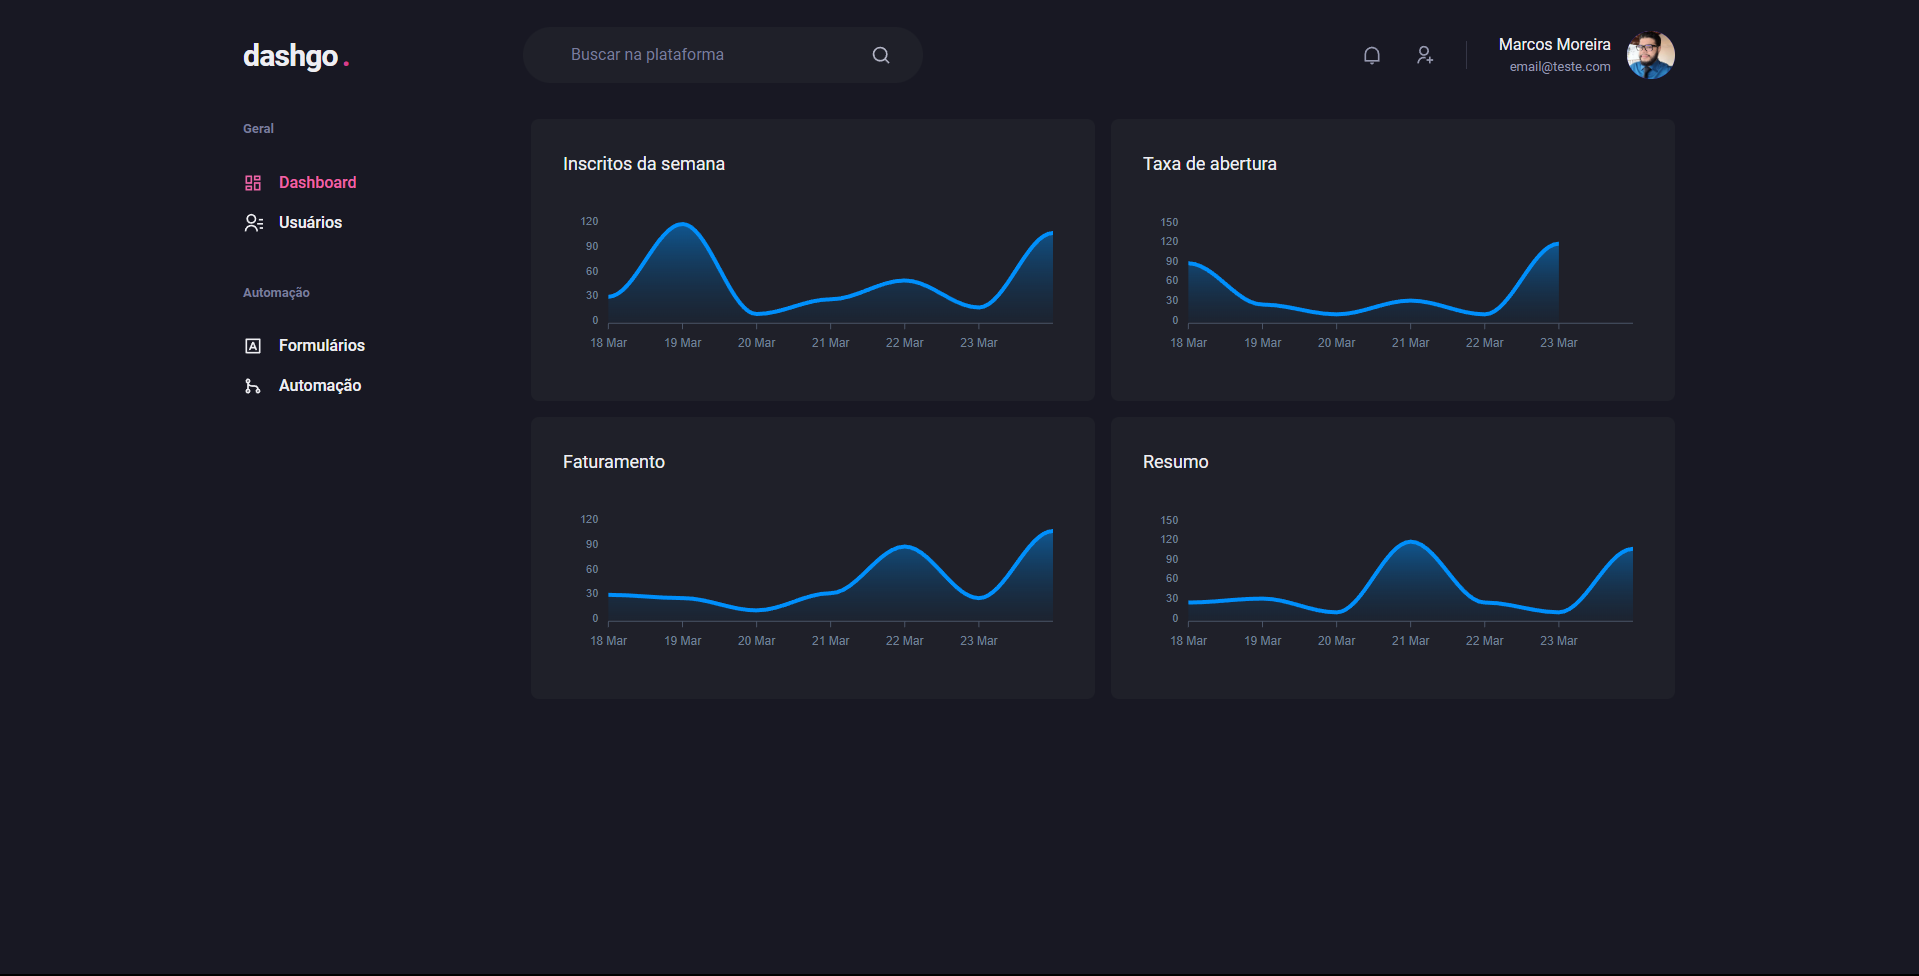 dashgo.
Buscar na plataforma
Marcos Moreira
email@teste.com
Geral
Dashboard
Usuários
Automação
Formulários
Automação
Inscritos da semana
120
90
60
30
0
18 Mar 19 Mar 20 Mar 21 Mar 22 Mar 23 Mar
Taxa de abertura
150
120
90
60
30
0
18 Mar 19 Mar 20 Mar 21 Mar 22 Mar 23 Mar
Faturamento
120
90
60
30
0
18 Mar 19 Mar 20 Mar 21 Mar 22 Mar 23 Mar
Resumo
150
120
90
60
30
0
18 Mar 19 Mar 20 Mar 21 Mar 22 Mar 23 Mar